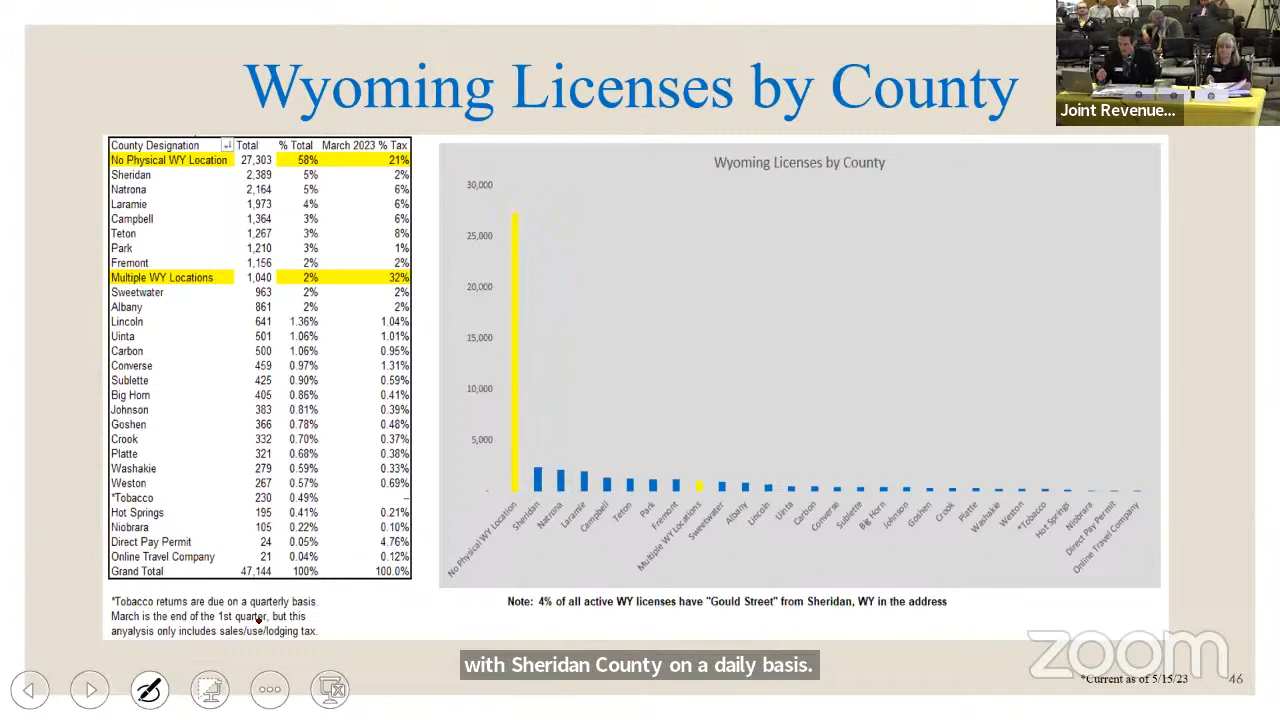 Wyoming Licenses by County
Joint Revenue...
County Designation Total % Total March 2023 % Tax
No Physical WY Location 27,303 58% 21%
Sheridan 2,389 5% 2%
Natrona 2,164 5% 6%
Laramie 1,973 4% 6%
Campbell 1,364 3% 6%
Teton 1,267 3% 8%
Park 1,210 3% 1%
Fremont 1,156 2% 2%
Multiple WY Locations 1,040 2% 32%
Sweetwater 963 2% 2%
Albany 861 2% 2%
Lincoln 641 1.36% 1.04%
Uinta 501 1.06% 1.01%
Carbon 500 1.06% 0.95%
Converse 459 0.97% 1.31%
Sublette 425 0.90% 0.59%
Big Horn 405 0.86% 0.41%
Johnson 383 0.81% 0.39%
Goshen 366 0.78% 0.48%
Crook 332 0.70% 0.37%
Platte 321 0.68% 0.38%
Washakie 279 0.59% 0.33%
Weston 267 0.57% 0.69%
*Tobacco 230 0.49% –
Hot Springs 195 0.41% 0.21%
Niobrara 105 0.22% 0.10%
Direct Pay Permit 24 0.05% 4.76%
Online Travel Company 21 0.04% 0.12%
Grand Total 47,144 100% 100.0%
*Tobacco returns are due on a quarterly basis.
March is the end of the 1st quarter, but this
anyalysis only includes sales/use/lodging tax.
Wyoming Licenses by County
30,000
25,000
20,000
15,000
10,000
5,000
-
No Physical WY Location
Sheridan
Natrona
Laramie
Campbell
Teton
Park
Fremont
Multiple WY Locations
Sweetwater
Albany
Lincoln
Uinta
Carbon
Converse
Sublette
Big Horn
Johnson
Goshen
Crook
Platte
Washakie
Weston
*Tobacco
Hot Springs
Niobrara
Direct Pay Permit
Online Travel Company
Note: 4% of all active WY licenses have "Gould Street" from Sheridan, WY in the address
with Sheridan County on a daily basis.
zoom
*Current as of 5/15/23
46